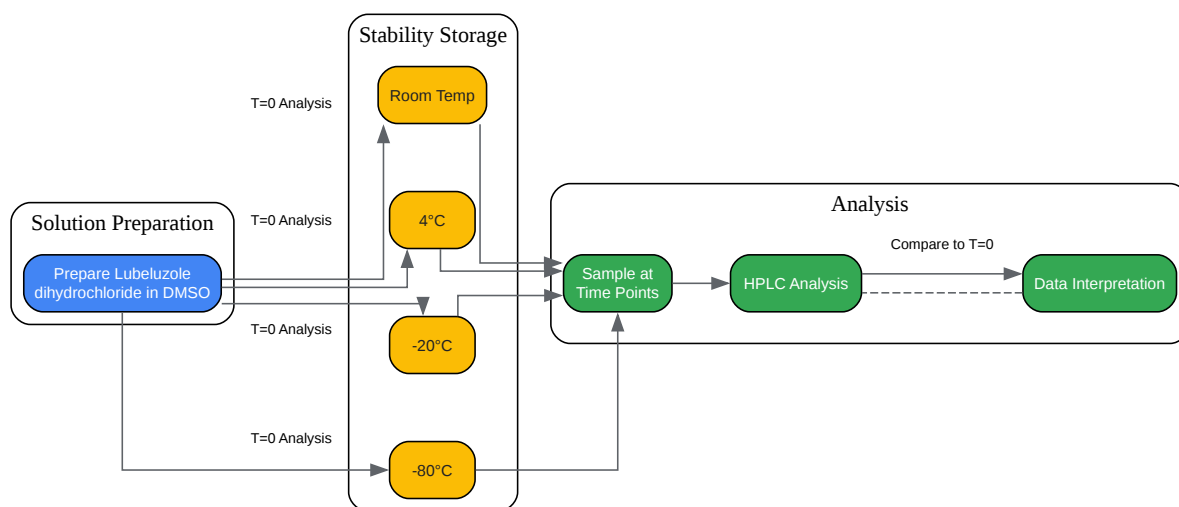 Stability Storage
Room Temp
T=0 Analysis
4°C
T=0 Analysis
Solution Preparation
Prepare Lubeluzole
dihydrochloride in DMSO
T=0 Analysis
-20°C
T=0 Analysis
-80°C
Analysis
Sample at
Time Points
HPLC Analysis
Compare to T=0
Data Interpretation